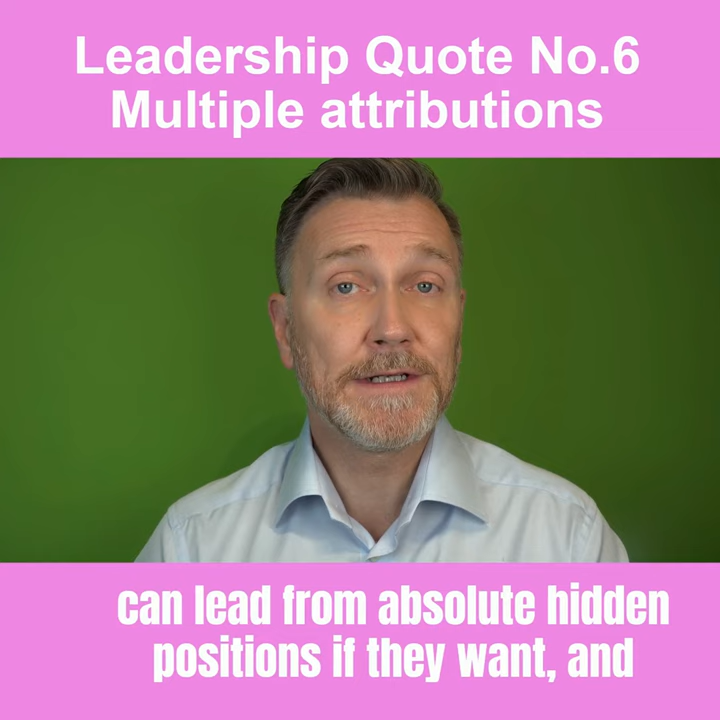 Leadership Quote No.6
Multiple attributions
can lead from absolute hidden
positions if they want, and